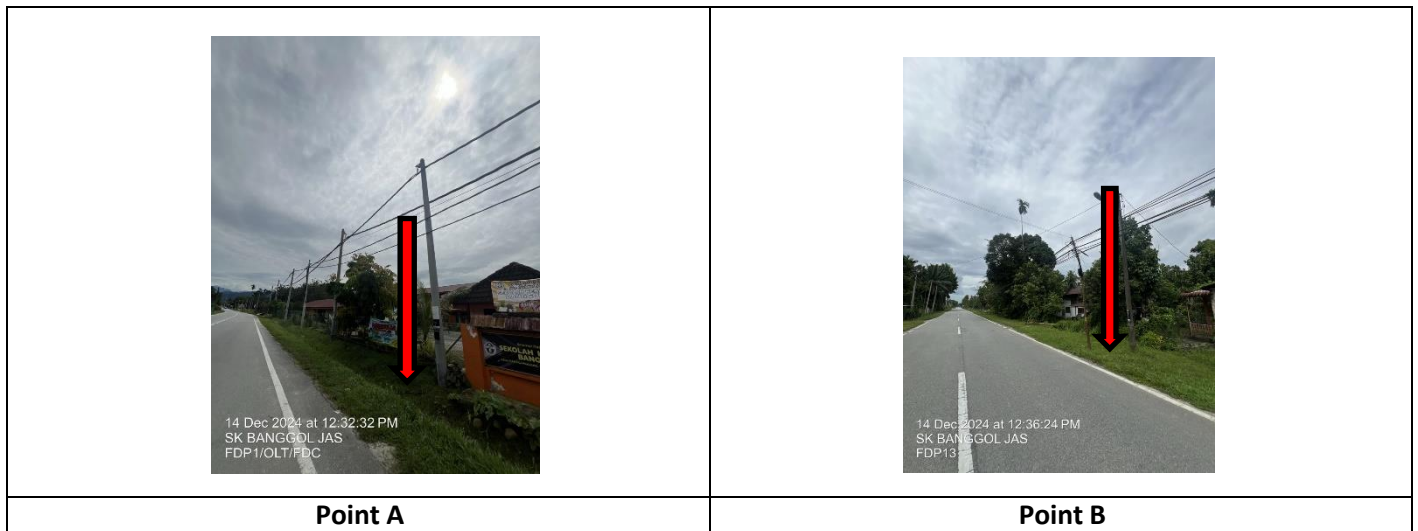 14 Dec 2024 at 12:32:32 PM
SK BANGGOL JAS
FDP1/OLT/FDC
SEKOLAH
BANG
14 Dec 2024 at 12:36:24 PM
SK BANGGOL JAS
FDP13
Point A
Point B